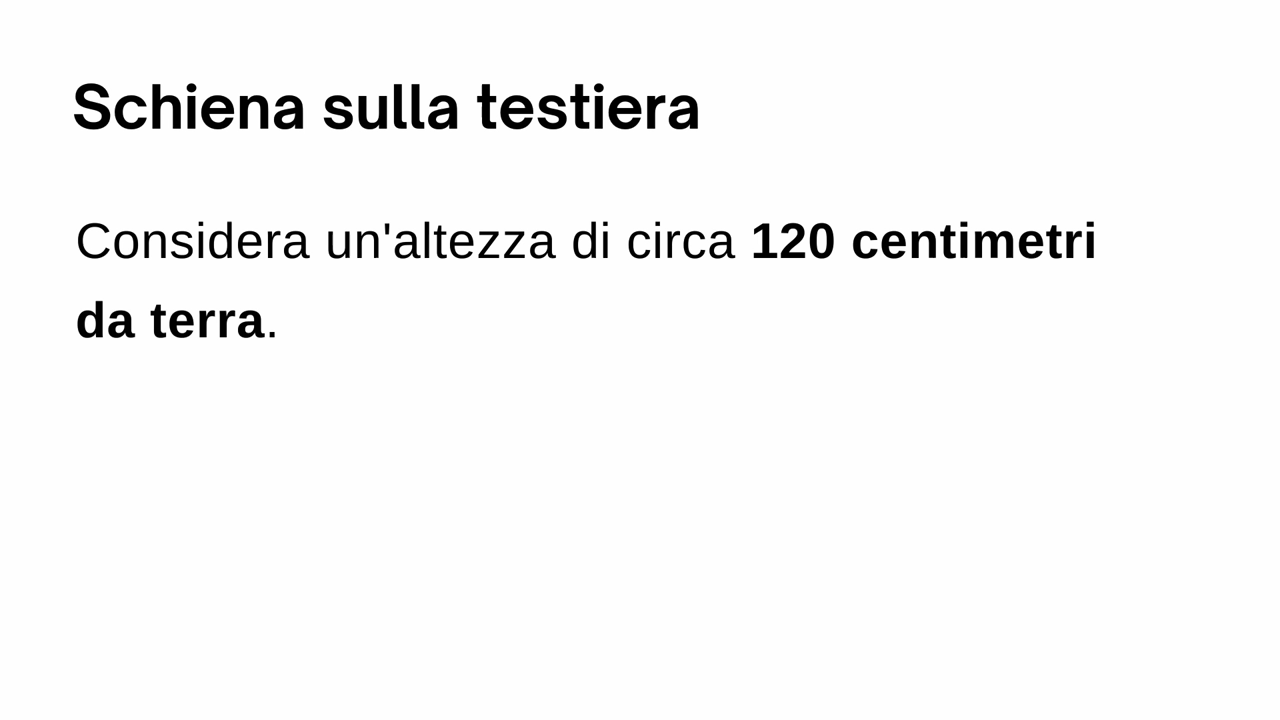 Schiena sulla testiera
Considera un'altezza di circa 120 centimetri
da terra.